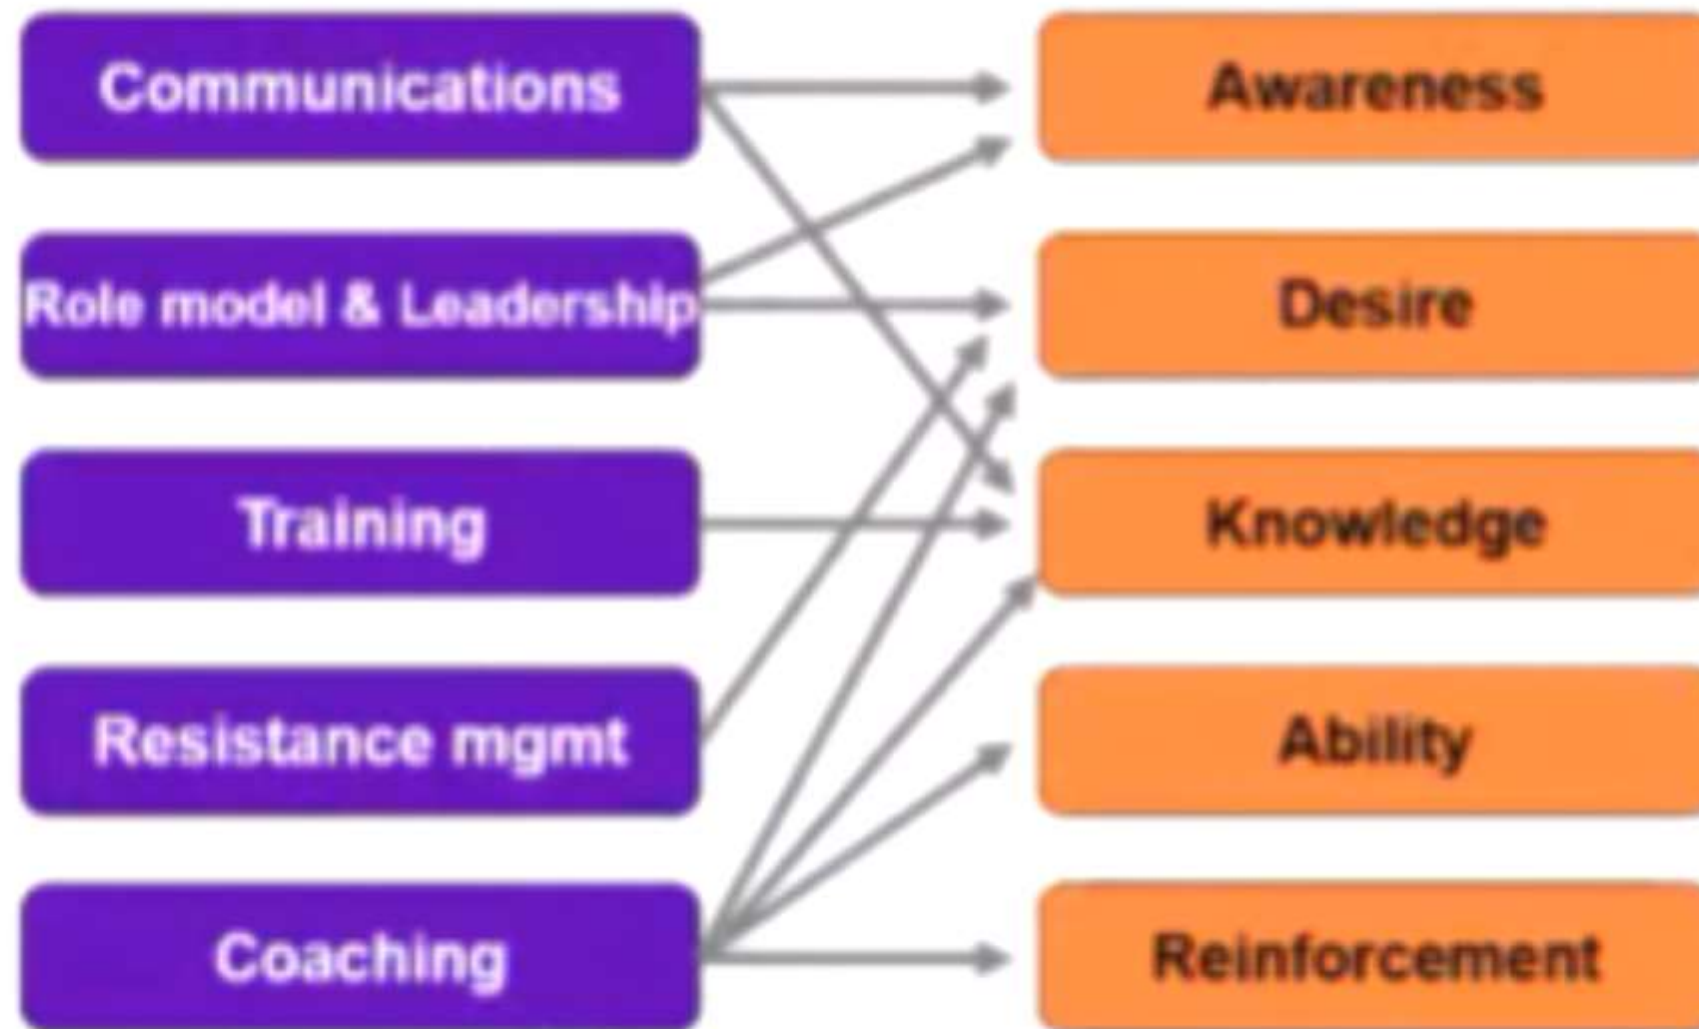 Communications
Awareness
Role model & Leadership
Desire
Training
Knowledge
Resistance mgmt
Ability
Coaching
Reinforcement